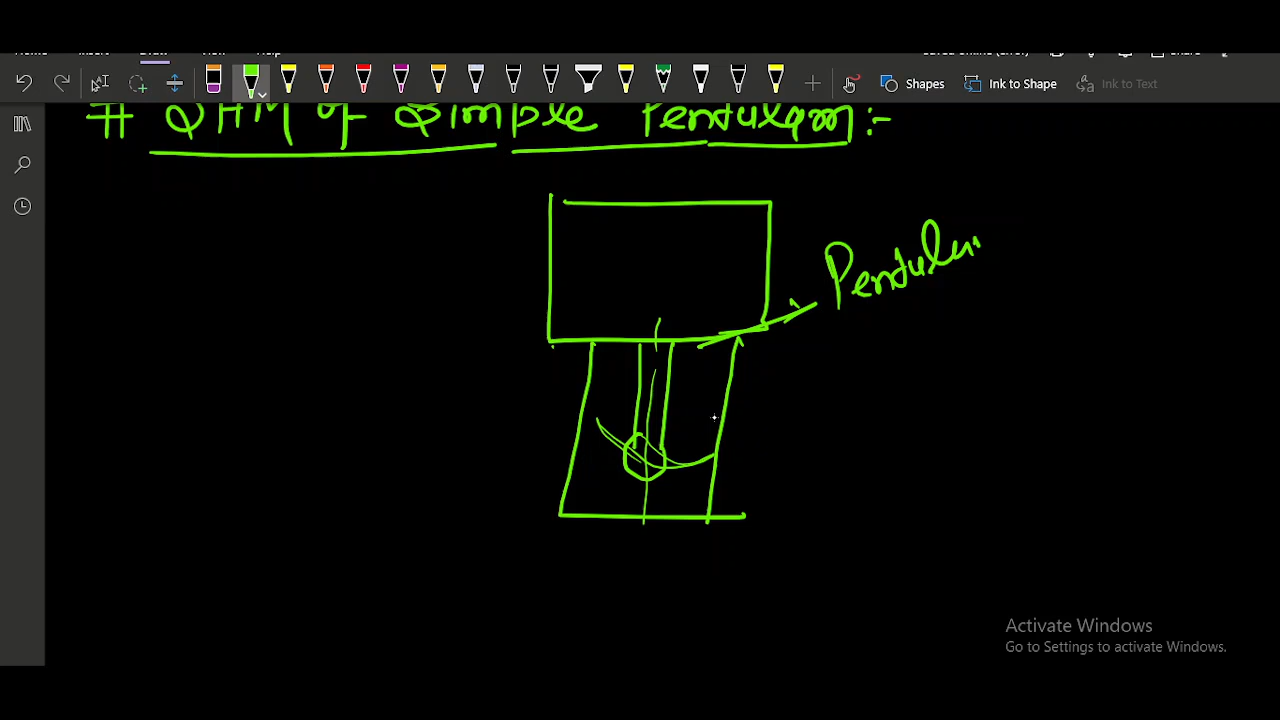 Shapes
Ink to Shape
Ink to Text
# SHM of Simple Pendulam:-
Pendulu
Activate Windows
Go to Settings to activate Windows.